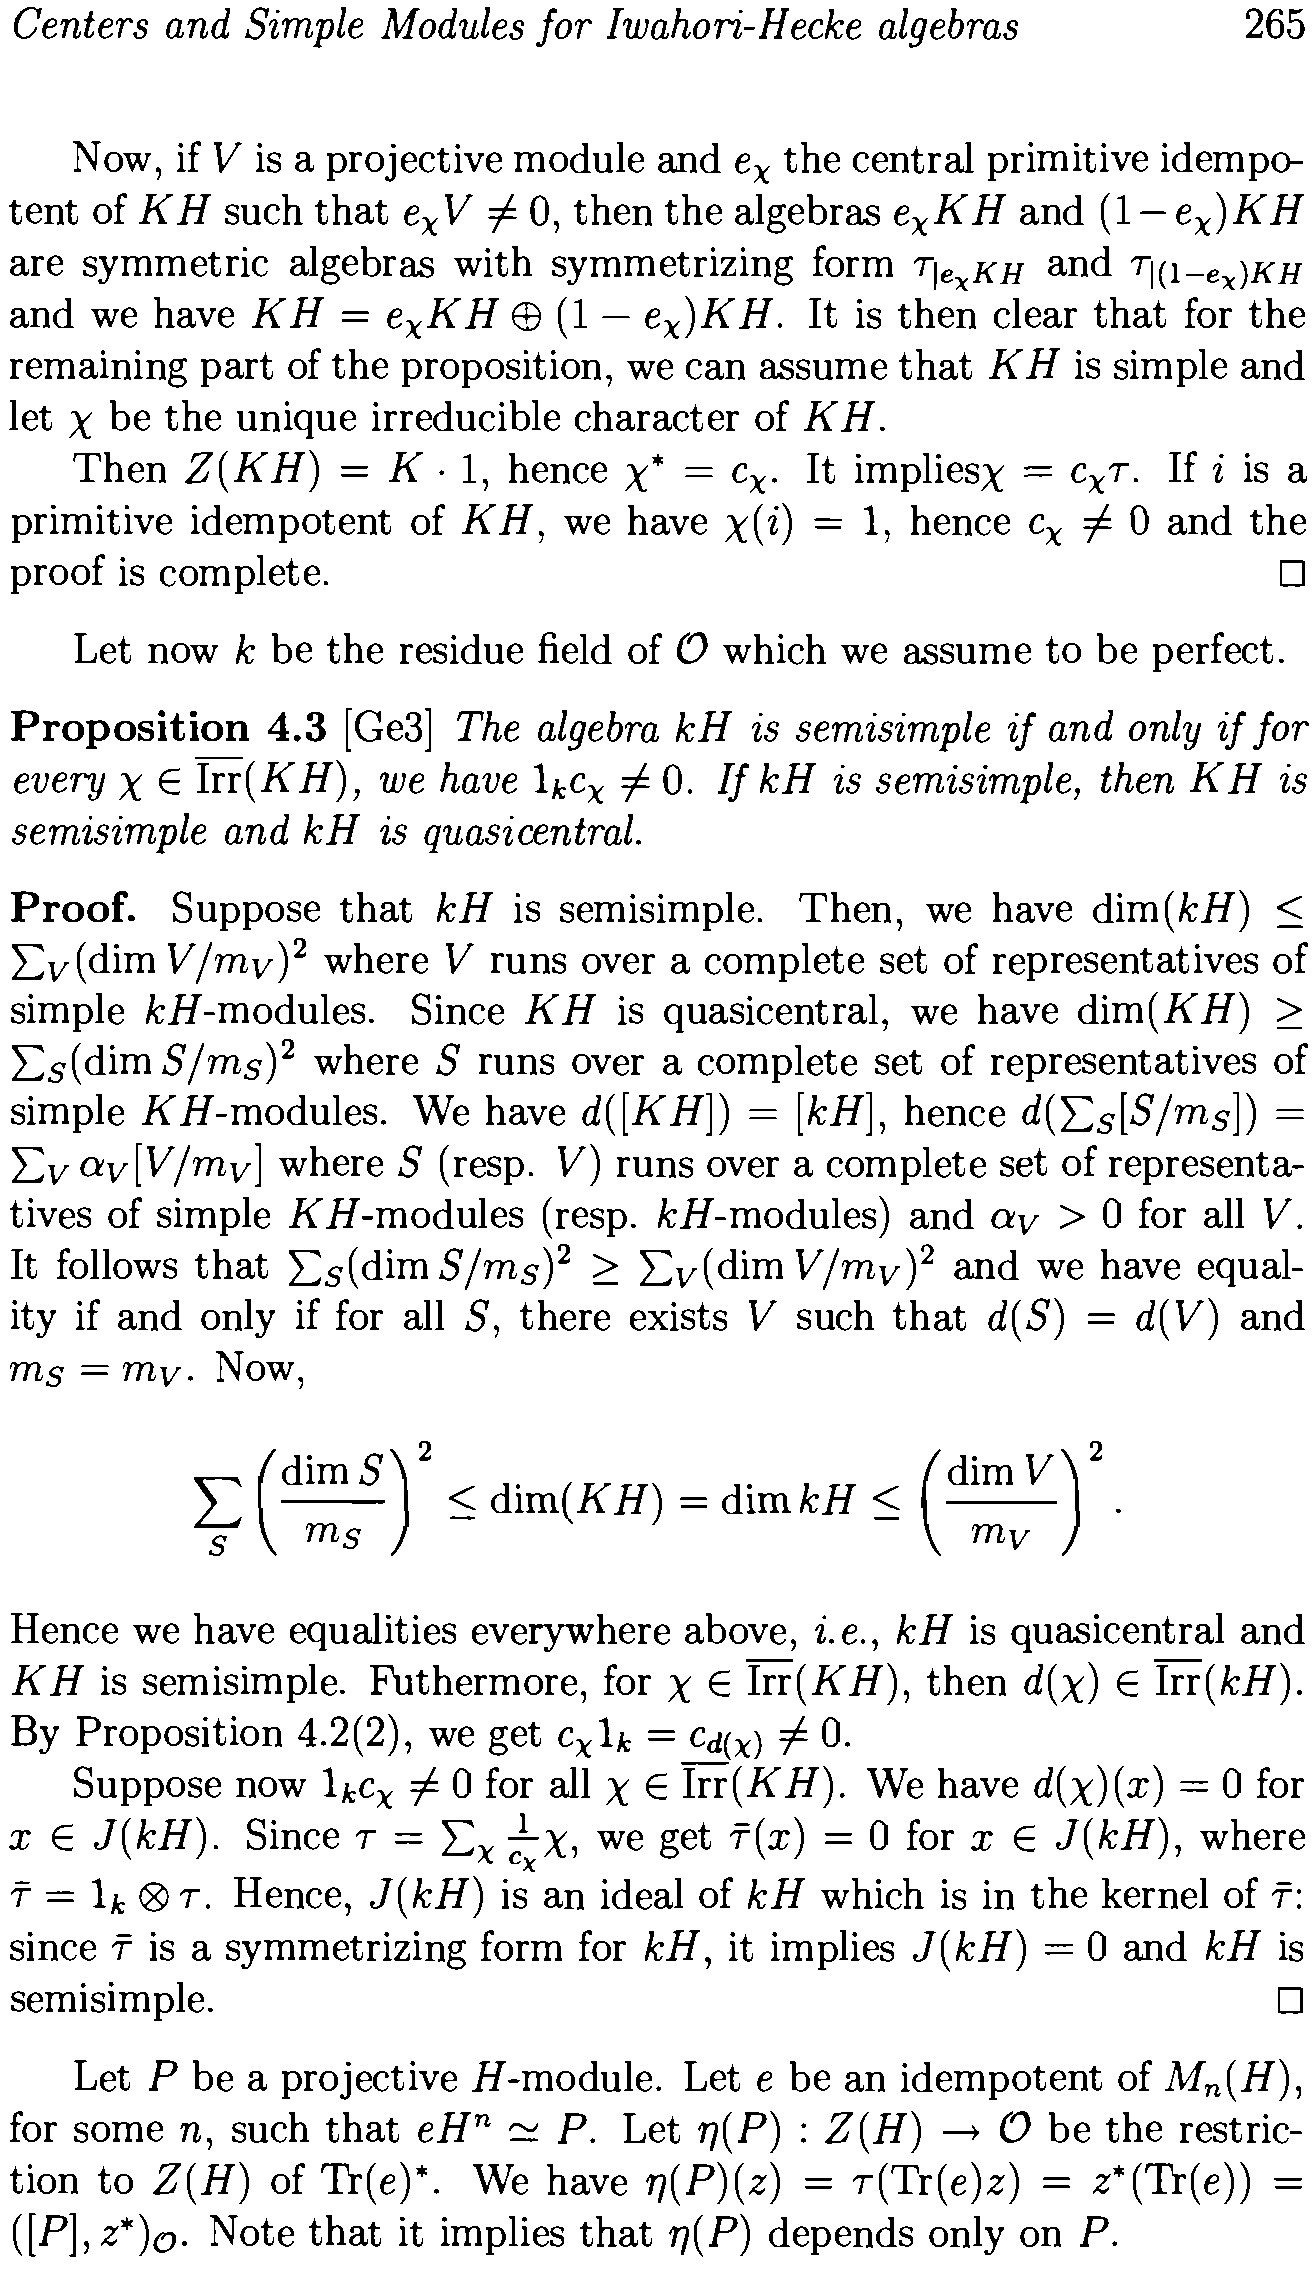 Centers and Simple Modules for Iwahori-Hecke algebras 265
Now, if V is a projective module and e_χ the central primitive idempo-
tent of KH such that e_χV ≠ 0, then the algebras e_χKH and (1−e_χ)KH
are symmetric algebras with symmetrizing form τ_{|e_χKH} and τ_{|(1−e_χ)KH}
and we have KH = e_χKH ⊕ (1 − e_χ)KH. It is then clear that for the
remaining part of the proposition, we can assume that KH is simple and
let χ be the unique irreducible character of KH.
Then Z(KH) = K · 1, hence χ* = c_χ. It impliesχ = c_χτ. If i is a
primitive idempotent of KH, we have χ(i) = 1, hence c_χ ≠ 0 and the
proof is complete. □
Let now k be the residue field of 𝒪 which we assume to be perfect.
Proposition 4.3 [Ge3] The algebra kH is semisimple if and only if for
every χ ∈ \overline{Irr}(KH), we have 1_kc_χ ≠ 0. If kH is semisimple, then KH is
semisimple and kH is quasicentral.
Proof. Suppose that kH is semisimple. Then, we have dim(kH) ≤
∑_V(dim V/m_V)² where V runs over a complete set of representatives of
simple kH-modules. Since KH is quasicentral, we have dim(KH) ≥
∑_S(dim S/m_S)² where S runs over a complete set of representatives of
simple KH-modules. We have d([KH]) = [kH], hence d(∑_S[S/m_S]) =
∑_V α_V[V/m_V] where S (resp. V) runs over a complete set of representa-
tives of simple KH-modules (resp. kH-modules) and α_V > 0 for all V.
It follows that ∑_S(dim S/m_S)² ≥ ∑_V(dim V/m_V)² and we have equal-
ity if and only if for all S, there exists V such that d(S) = d(V) and
m_S = m_V. Now,
∑_S (dim S / m_S)² ≤ dim(KH) = dim kH ≤ (dim V / m_V)².
Hence we have equalities everywhere above, i.e., kH is quasicentral and
KH is semisimple. Futhermore, for χ ∈ \overline{Irr}(KH), then d(χ) ∈ \overline{Irr}(kH).
By Proposition 4.2(2), we get c_χ1_k = c_{d(χ)} ≠ 0.
Suppose now 1_kc_χ ≠ 0 for all χ ∈ \overline{Irr}(KH). We have d(χ)(x) = 0 for
x ∈ J(kH). Since τ = ∑_χ \frac{1}{c_χ}χ, we get τ̄(x) = 0 for x ∈ J(kH), where
τ̄ = 1_k ⊗ τ. Hence, J(kH) is an ideal of kH which is in the kernel of τ̄:
since τ̄ is a symmetrizing form for kH, it implies J(kH) = 0 and kH is
semisimple. □
Let P be a projective H-module. Let e be an idempotent of M_n(H),
for some n, such that eHⁿ ≃ P. Let η(P) : Z(H) → 𝒪 be the restric-
tion to Z(H) of Tr(e)*. We have η(P)(z) = τ(Tr(e)z) = z*(Tr(e)) =
([P], z*)_𝒪. Note that it implies that η(P) depends only on P.